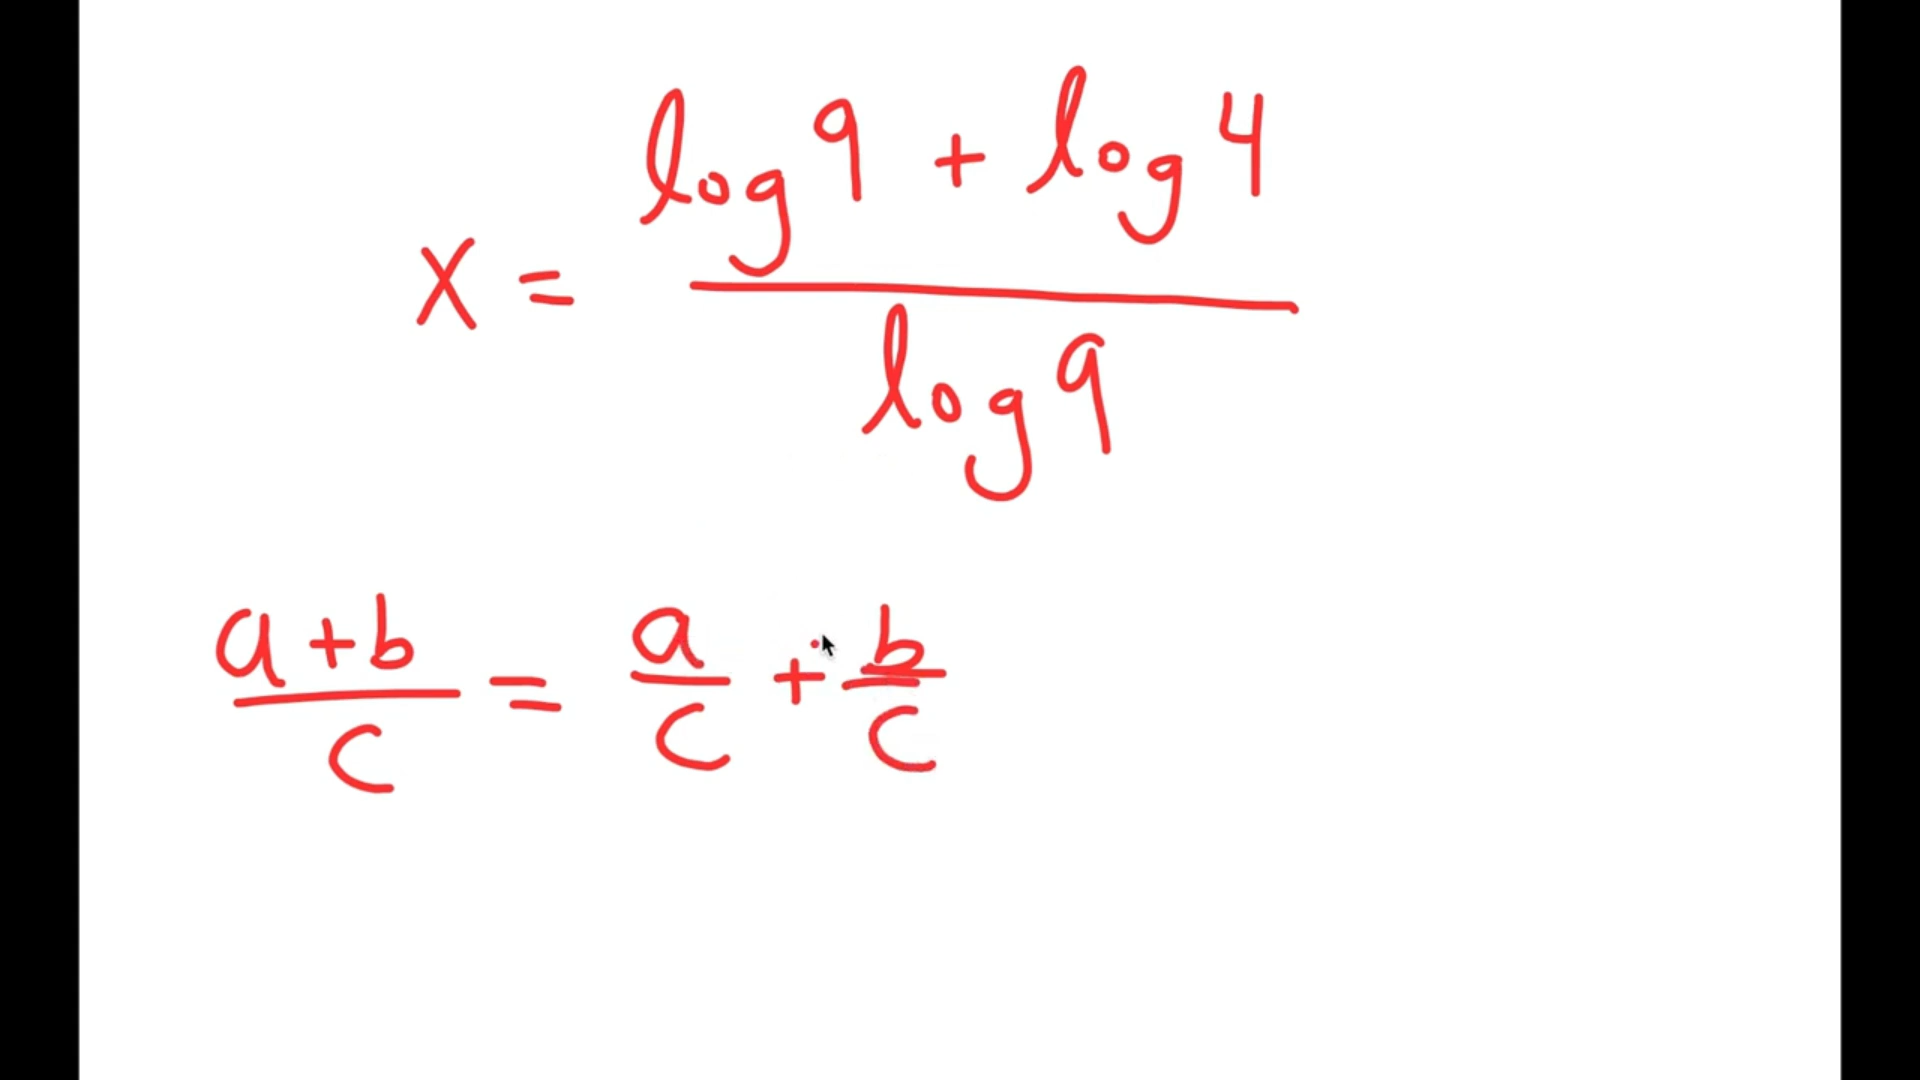 x = (log 9 + log 4) / log 9
(a + b) / c = a / c + b / c